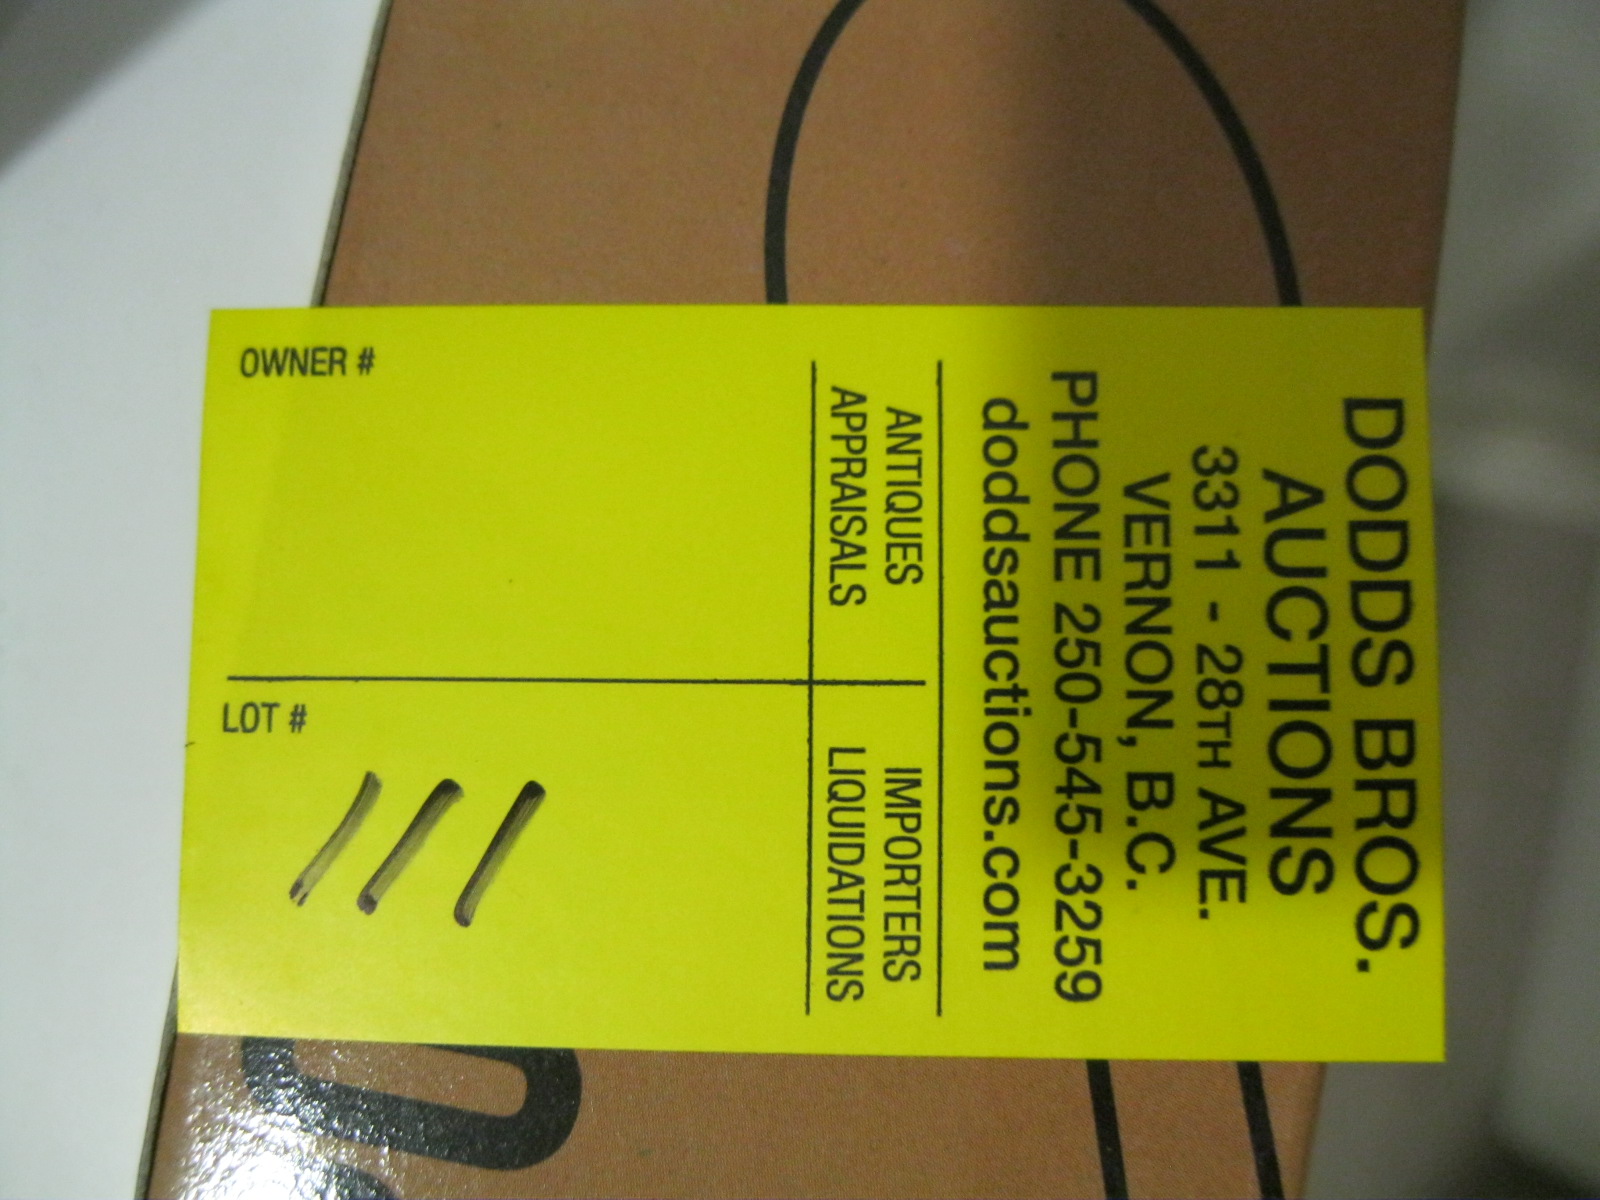 DODDS BROS.
AUCTIONS
3311 - 28TH AVE.
VERNON, B.C.
PHONE 250-545-3259
doddsauctions.com
ANTIQUES
APPRAISALS
IMPORTERS
LIQUIDATIONS
OWNER #
LOT #
111